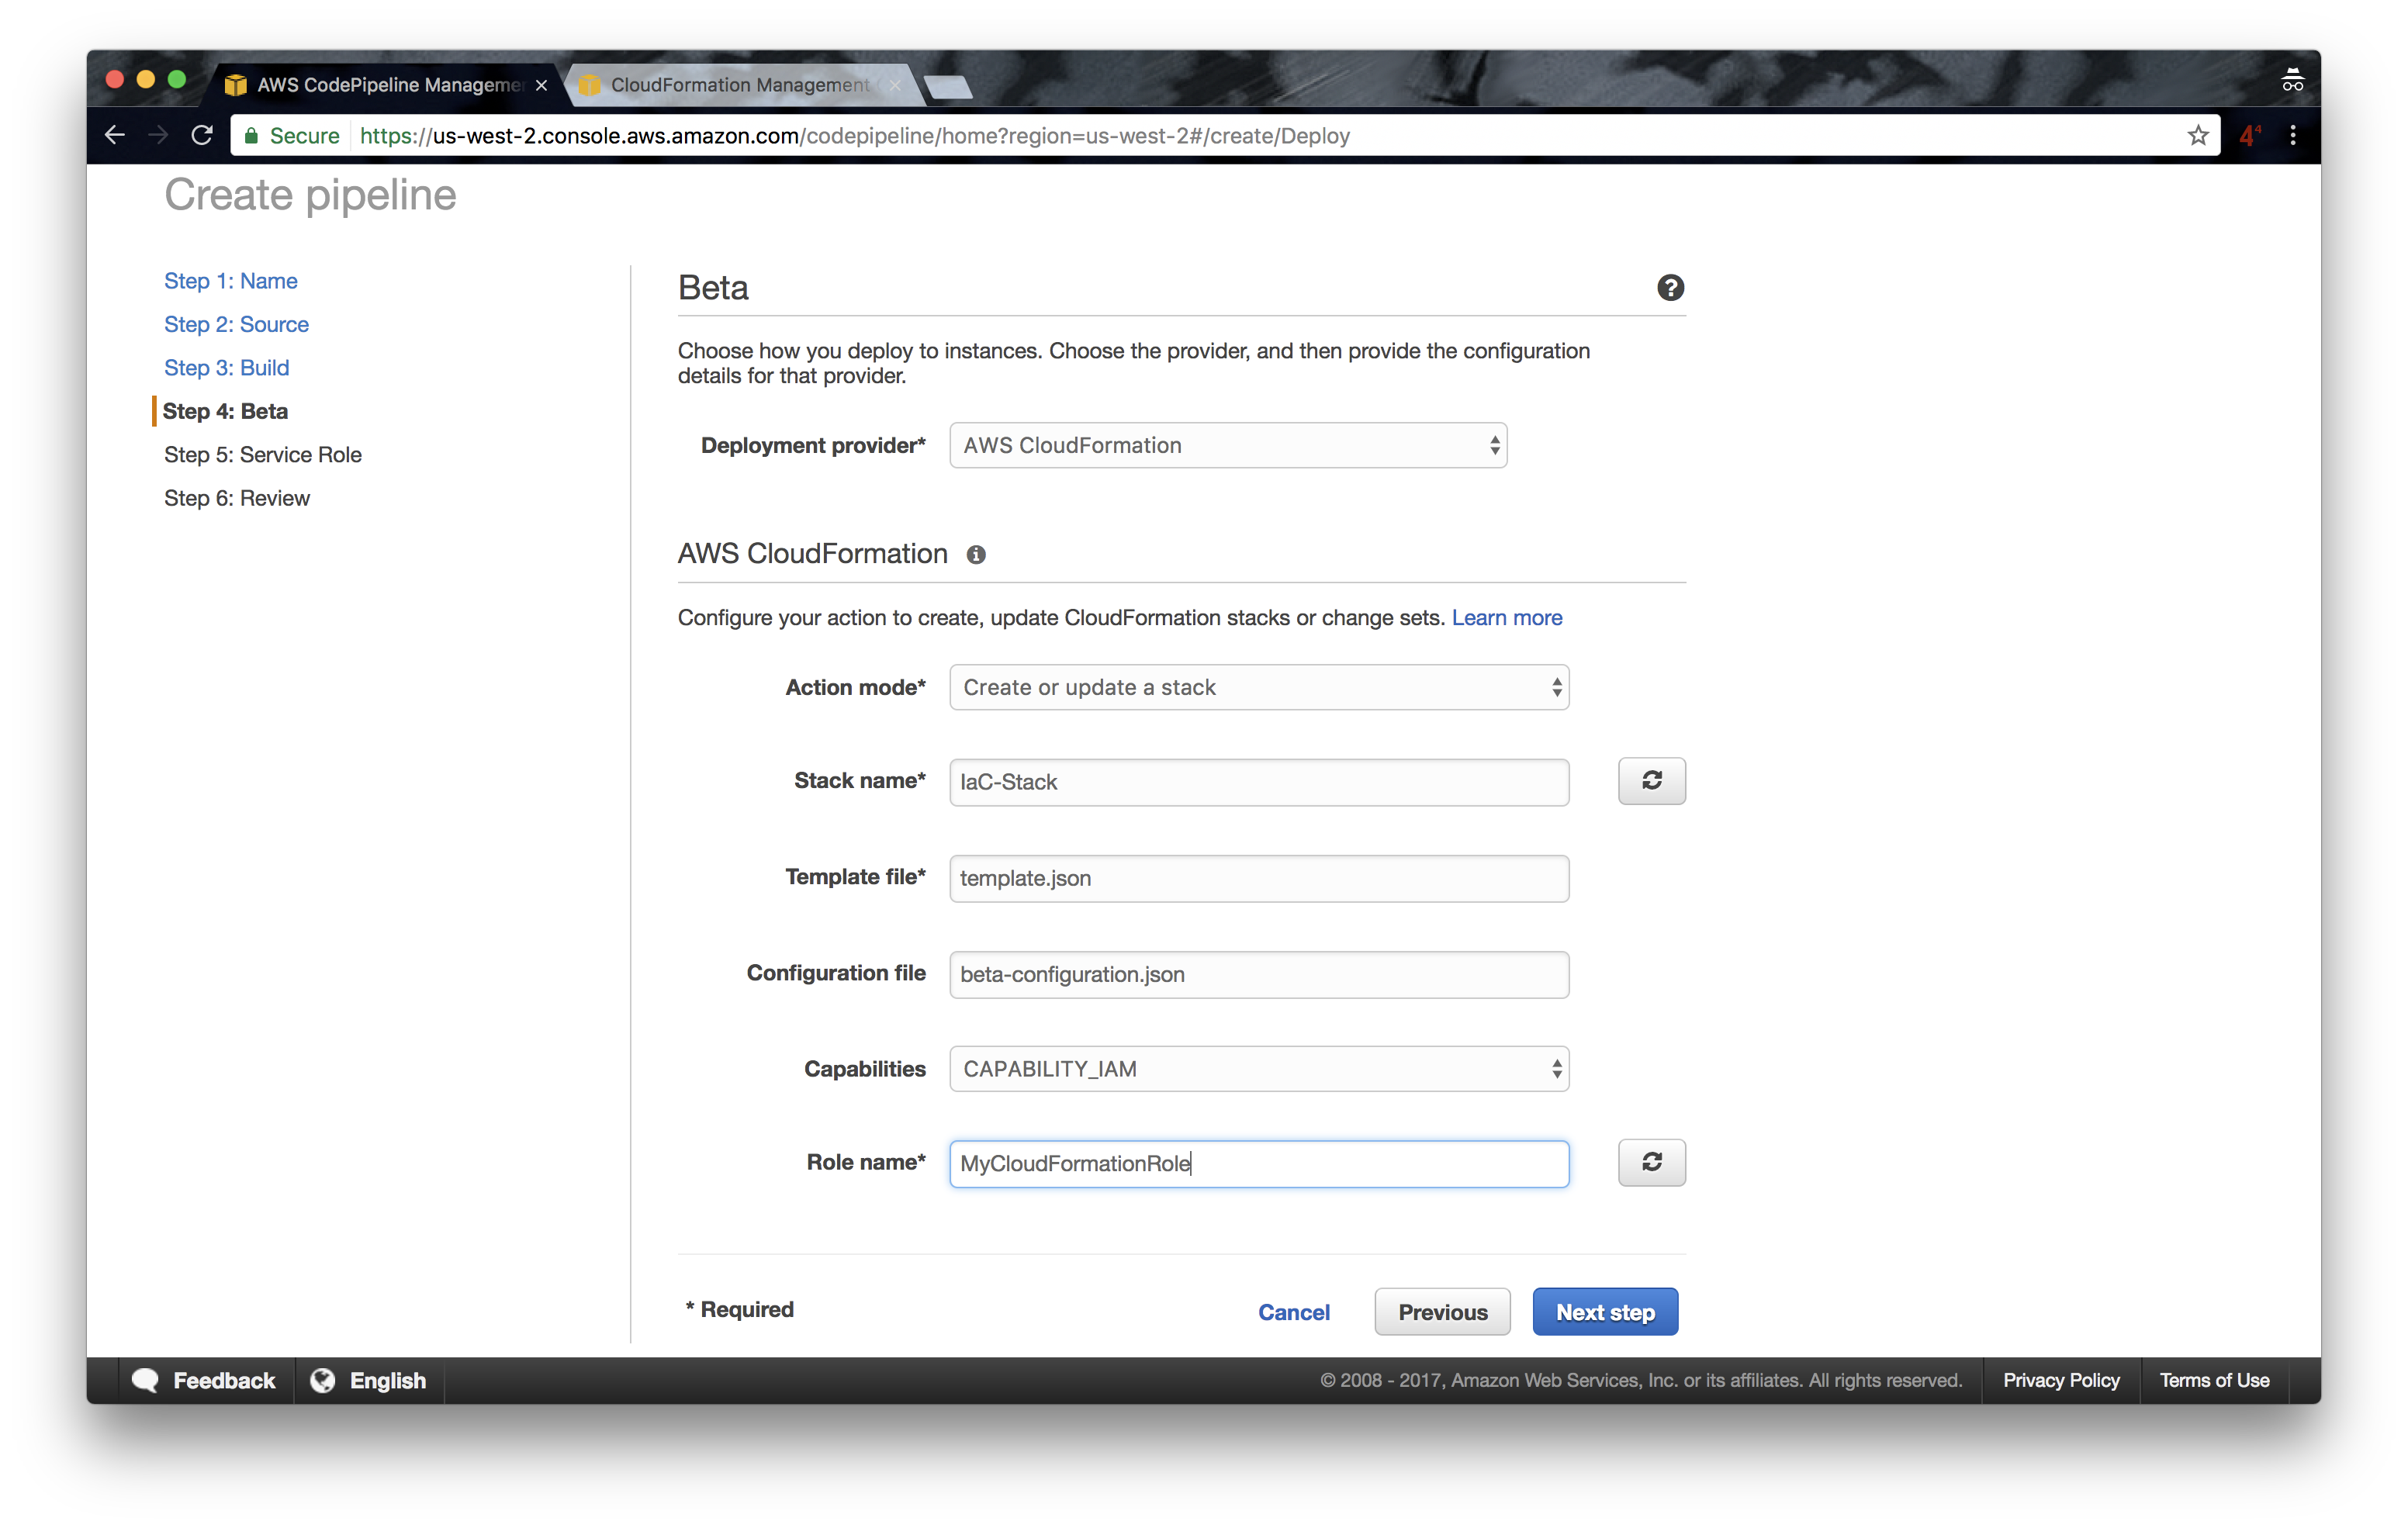 AWS CodePipeline Manageme
CloudFormation Management
Secure https://us-west-2.console.aws.amazon.com/codepipeline/home?region=us-west-2#/create/Deploy
4 4
Create pipeline
Step 1: Name
Step 2: Source
Step 3: Build
Step 4: Beta
Step 5: Service Role
Step 6: Review
Beta
Choose how you deploy to instances. Choose the provider, and then provide the configuration
details for that provider.
Deployment provider* AWS CloudFormation
AWS CloudFormation
Configure your action to create, update CloudFormation stacks or change sets. Learn more
Action mode* Create or update a stack
Stack name* IaC-Stack
Template file* template.json
Configuration file beta-configuration.json
Capabilities CAPABILITY_IAM
Role name* MyCloudFormationRole
* Required Cancel Previous Next step
Feedback English © 2008 - 2017, Amazon Web Services, Inc. or its affiliates. All rights reserved. Privacy Policy Terms of Use